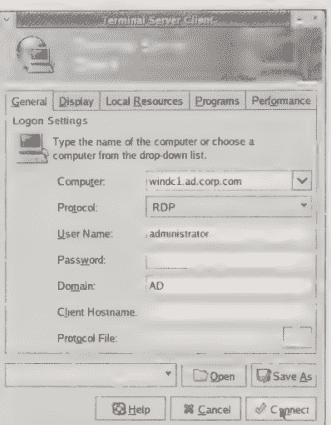 Terminal Server Client
General Display Local Resources Programs Performance
Logon Settings
Type the name of the computer or choose a
computer from the drop-down list.
Computer: windc1.ad.corp.com
Protocol: RDP
User Name: administrator
Password:
Domain: AD
Client Hostname:
Protocol File:
Open Save As
Help Cancel Connect